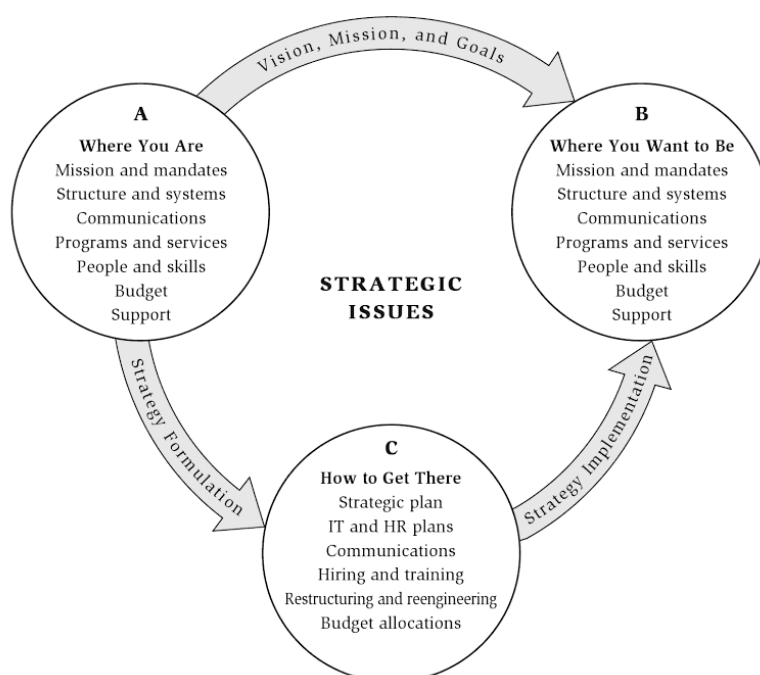 Vision, Mission, and Goals
A
Where You Are
Mission and mandates
Structure and systems
Communications
Programs and services
People and skills
Budget
Support
B
Where You Want to Be
Mission and mandates
Structure and systems
Communications
Programs and services
People and skills
Budget
Support
STRATEGIC
ISSUES
Strategy Formulation
C
How to Get There
Strategic plan
IT and HR plans
Communications
Hiring and training
Restructuring and reengineering
Budget allocations
Strategy Implementation